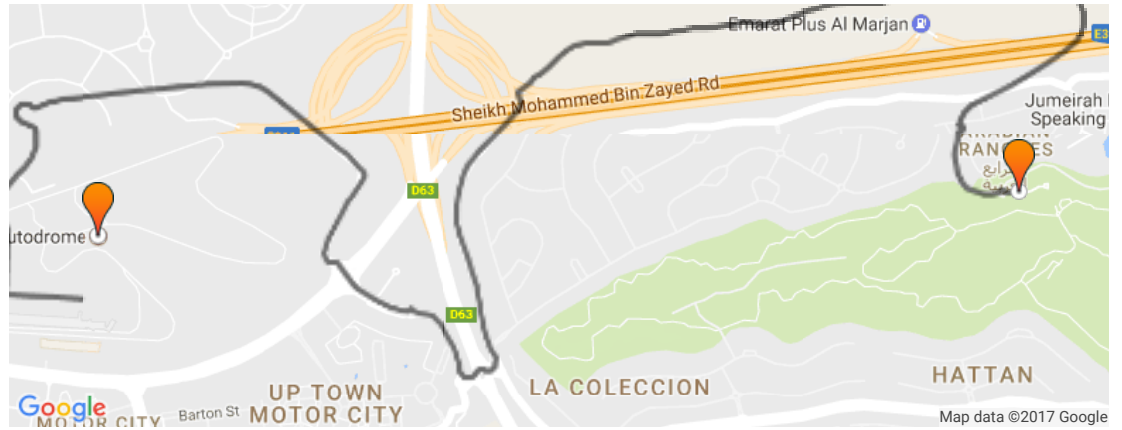 Emarat Plus Al Marjan
E3
Sheikh Mohammed Bin Zayed Rd
Jumeirah
Speaking
D63
utodrome
D63
UP TOWN
MOTOR CITY
LA COLECCION
HATTAN
Google
MOTOR CITY
Barton St
Map data ©2017 Google